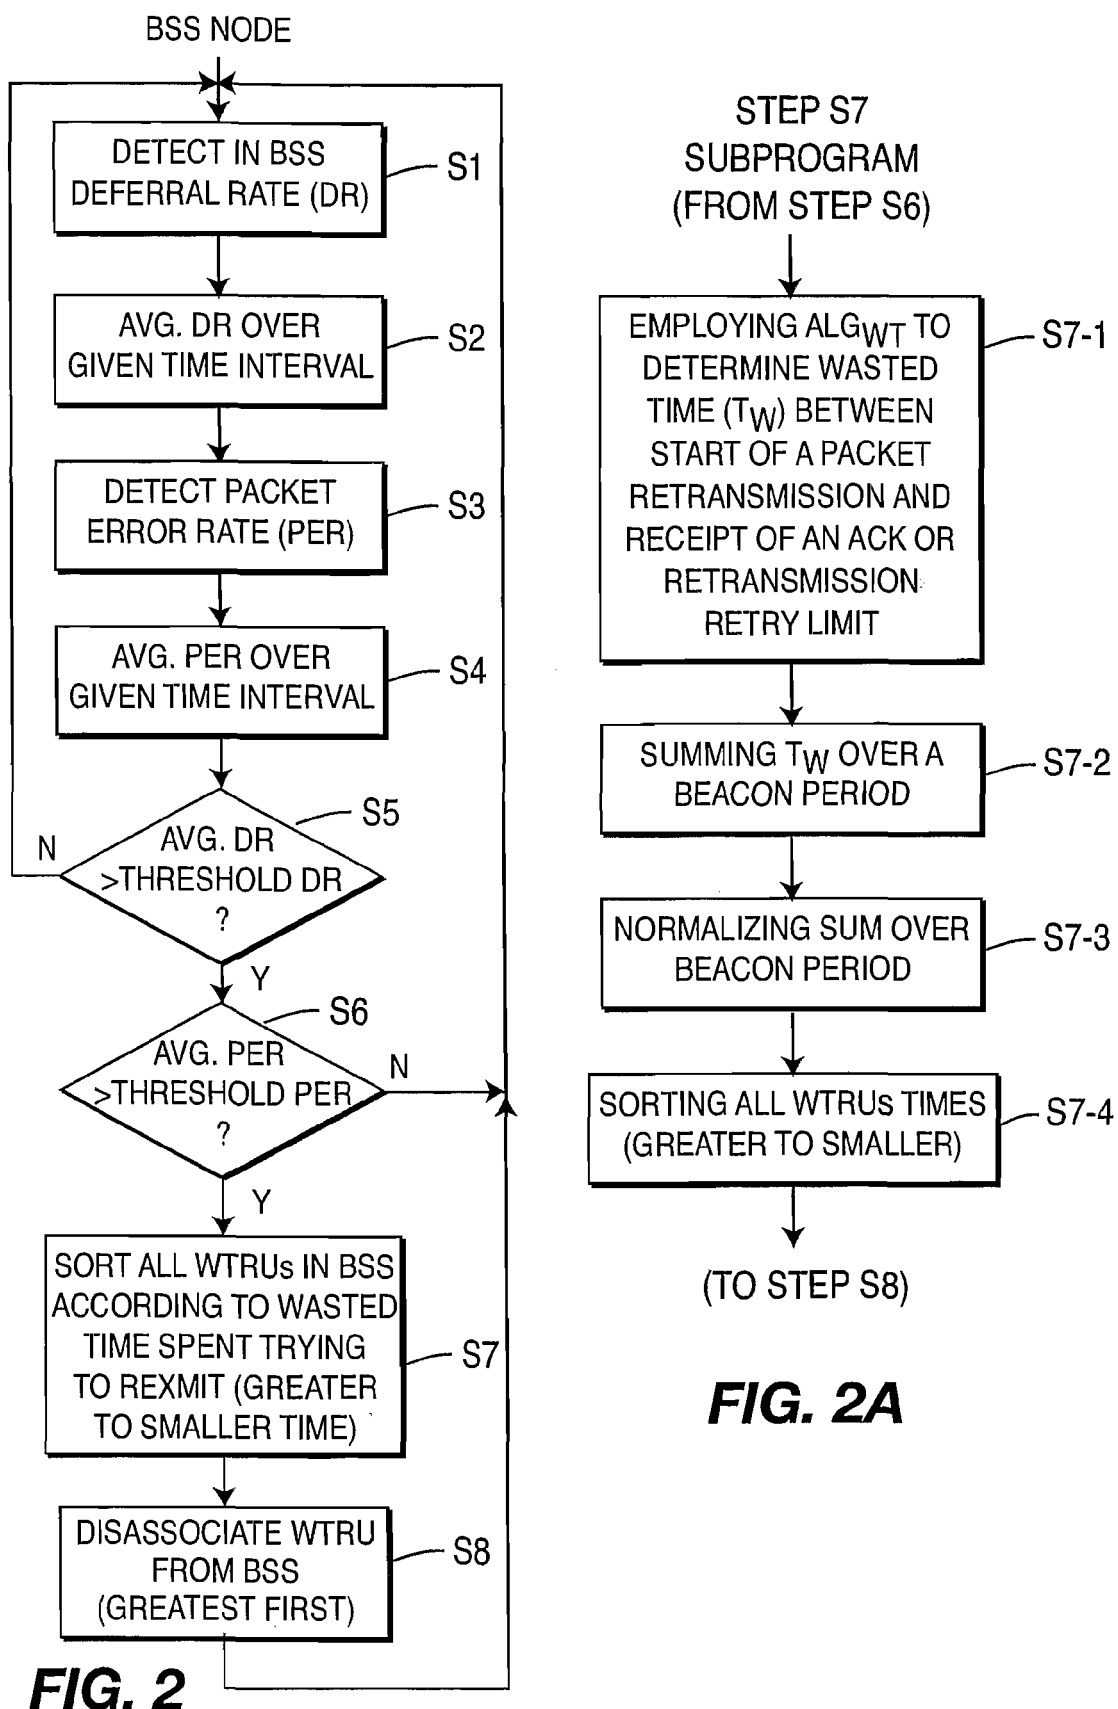 BSS NODE
DETECT IN BSS
DEFERRAL RATE (DR)
S1
AVG. DR OVER
GIVEN TIME INTERVAL
S2
DETECT PACKET
ERROR RATE (PER)
S3
AVG. PER OVER
GIVEN TIME INTERVAL
S4
S5
AVG. DR
>THRESHOLD DR
?
N
Y
S6
AVG. PER
>THRESHOLD PER
?
N
Y
SORT ALL WTRUs IN BSS
ACCORDING TO WASTED
TIME SPENT TRYING
TO REXMIT (GREATER
TO SMALLER TIME)
S7
DISASSOCIATE WTRU
FROM BSS
(GREATEST FIRST)
S8
FIG. 2
STEP S7
SUBPROGRAM
(FROM STEP S6)
EMPLOYING ALGWT TO
DETERMINE WASTED
TIME (TW) BETWEEN
START OF A PACKET
RETRANSMISSION AND
RECEIPT OF AN ACK OR
RETRANSMISSION
RETRY LIMIT
S7-1
SUMMING TW OVER A
BEACON PERIOD
S7-2
NORMALIZING SUM OVER
BEACON PERIOD
S7-3
SORTING ALL WTRUs TIMES
(GREATER TO SMALLER)
S7-4
(TO STEP S8)
FIG. 2A